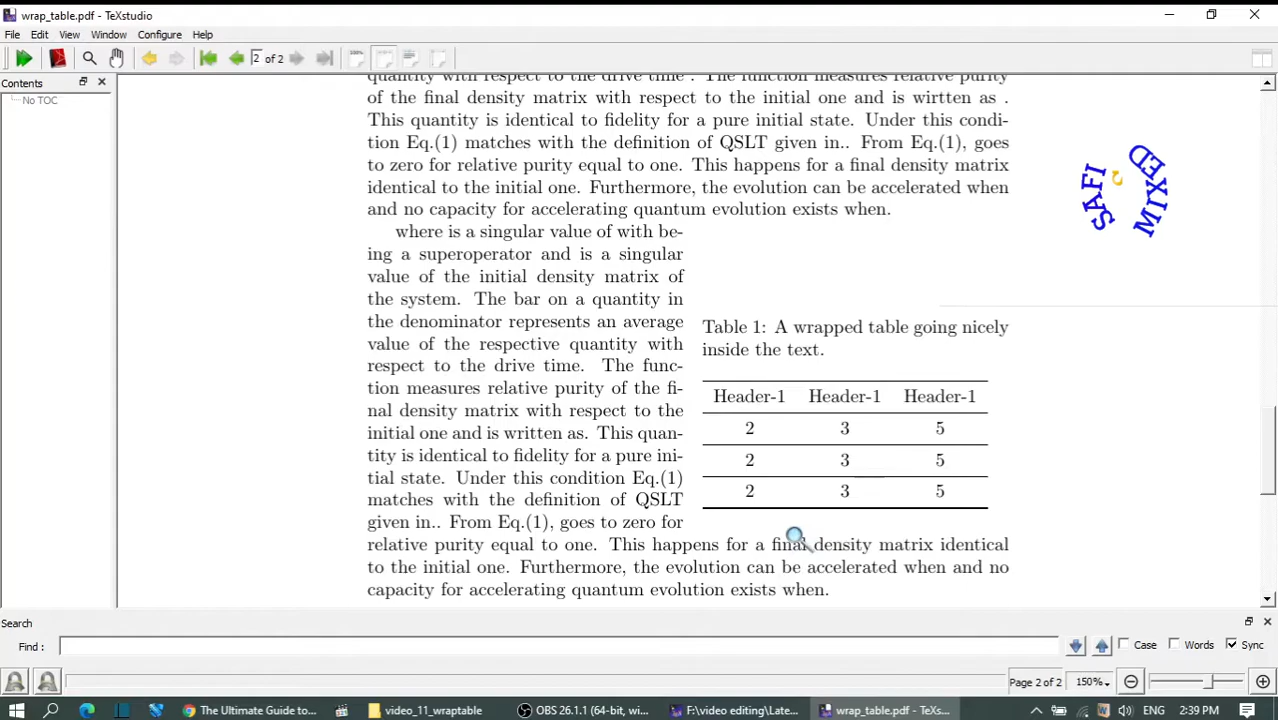 wrap_table.pdf - TeXstudio
File Edit View Window Configure Help
2 of 2
Contents
No TOC
quantity with respect to the drive time . The function measures relative purity
of the final density matrix with respect to the initial one and is wirtten as .
This quantity is identical to fidelity for a pure initial state. Under this condi-
tion Eq.(1) matches with the definition of QSLT given in.. From Eq.(1), goes
to zero for relative purity equal to one. This happens for a final density matrix
identical to the initial one. Furthermore, the evolution can be accelerated when
and no capacity for accelerating quantum evolution exists when.
where is a singular value of with be-
ing a superoperator and is a singular
value of the initial density matrix of
the system. The bar on a quantity in
the denominator represents an average
value of the respective quantity with
respect to the drive time. The func-
tion measures relative purity of the fi-
nal density matrix with respect to the
initial one and is written as. This quan-
tity is identical to fidelity for a pure ini-
tial state. Under this condition Eq.(1)
matches with the definition of QSLT
given in.. From Eq.(1), goes to zero for
relative purity equal to one. This happens for a final density matrix identical
to the initial one. Furthermore, the evolution can be accelerated when and no
capacity for accelerating quantum evolution exists when.
Table 1: A wrapped table going nicely
inside the text.
Header-1 Header-1 Header-1
2 3 5
2 3 5
2 3 5
SAFI
MIXED
Search
Find :
Case Words Sync
Page 2 of 2 150%
The Ultimate Guide to...
video_11_wraptable
OBS 26.1.1 (64-bit, wi...
F:\video editing\Late...
wrap_table.pdf - TeXs...
2:39 PM